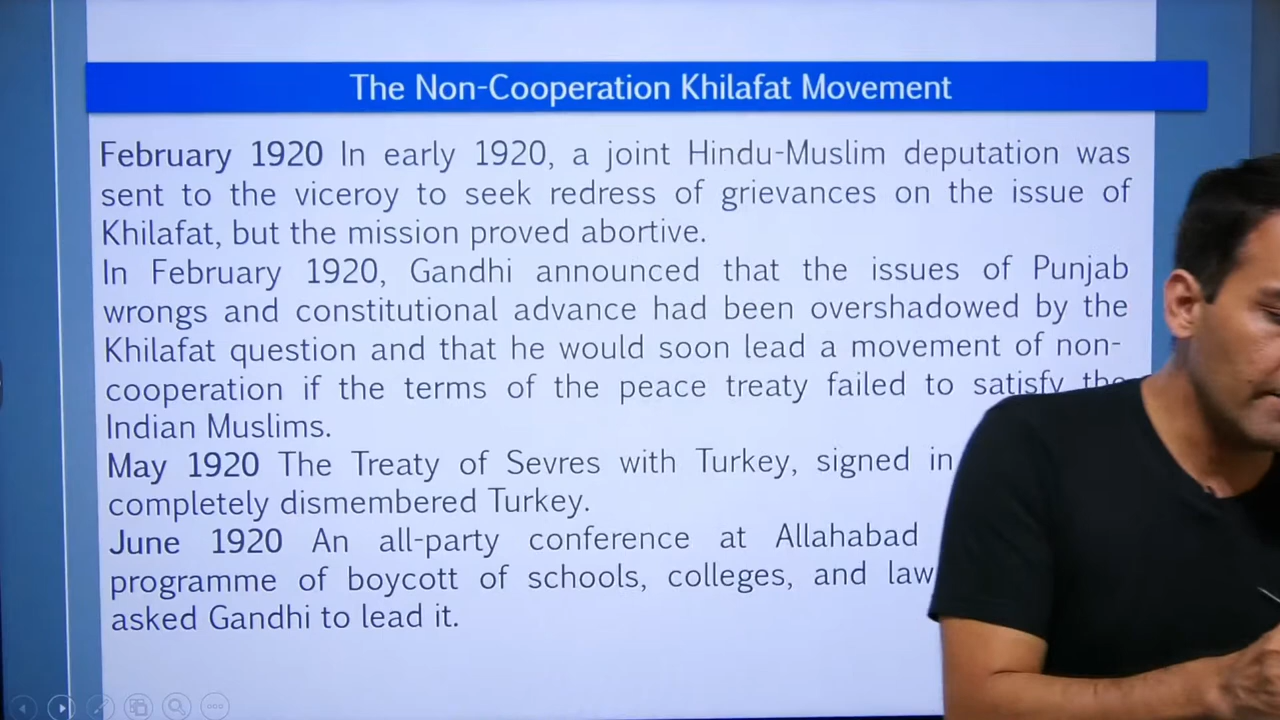 The Non-Cooperation Khilafat Movement
February 1920 In early 1920, a joint Hindu-Muslim deputation was
sent to the viceroy to seek redress of grievances on the issue of
Khilafat, but the mission proved abortive.
In February 1920, Gandhi announced that the issues of Punjab
wrongs and constitutional advance had been overshadowed by the
Khilafat question and that he would soon lead a movement of non-
cooperation if the terms of the peace treaty failed to satisfy the
Indian Muslims.
May 1920 The Treaty of Sevres with Turkey, signed in
completely dismembered Turkey.
June 1920 An all-party conference at Allahabad
programme of boycott of schools, colleges, and law
asked Gandhi to lead it.